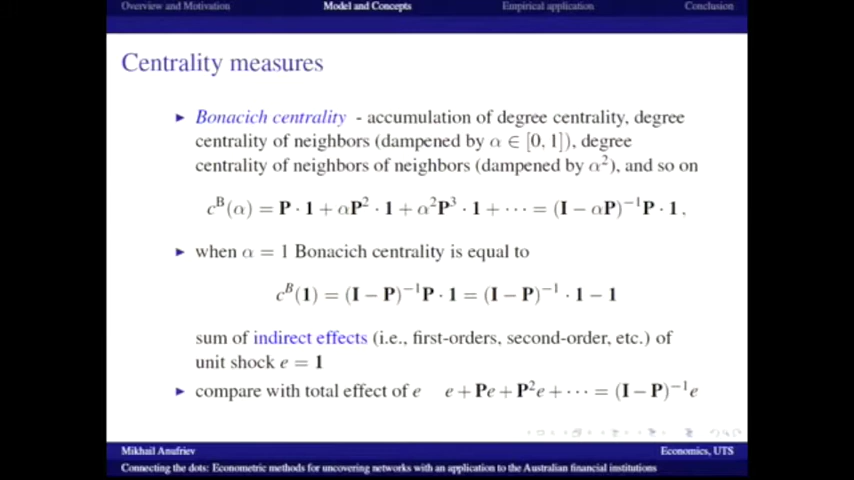 Overview and Motivation Model and Concepts Empirical application Conclusion
Centrality measures
▶ Bonacich centrality - accumulation of degree centrality, degree
centrality of neighbors (dampened by α ∈ [0, 1]), degree
centrality of neighbors of neighbors (dampened by α²), and so on
cᴮ(α) = P · 1 + αP² · 1 + α²P³ · 1 + ··· = (I − αP)⁻¹P · 1 ,
▶ when α = 1 Bonacich centrality is equal to
cᴮ(1) = (I − P)⁻¹P · 1 = (I − P)⁻¹ · 1 − 1
sum of indirect effects (i.e., first-orders, second-order, etc.) of
unit shock e = 1
▶ compare with total effect of e e + Pe + P²e + ··· = (I − P)⁻¹e
Mikhail Anufriev Economics, UTS
Connecting the dots: Econometric methods for uncovering networks with an application to the Australian financial institutions